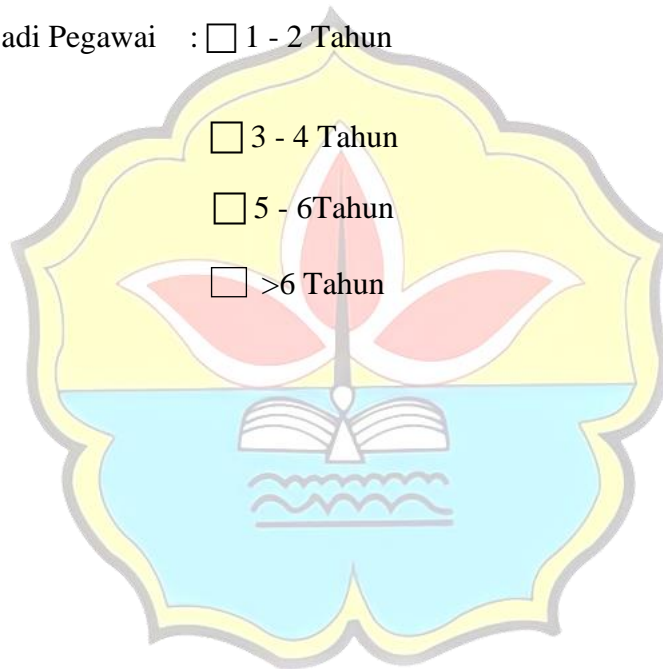 adi Pegawai : ☐ 1 - 2 Tahun
☐ 3 - 4 Tahun
☐ 5 - 6Tahun
☐ >6 Tahun